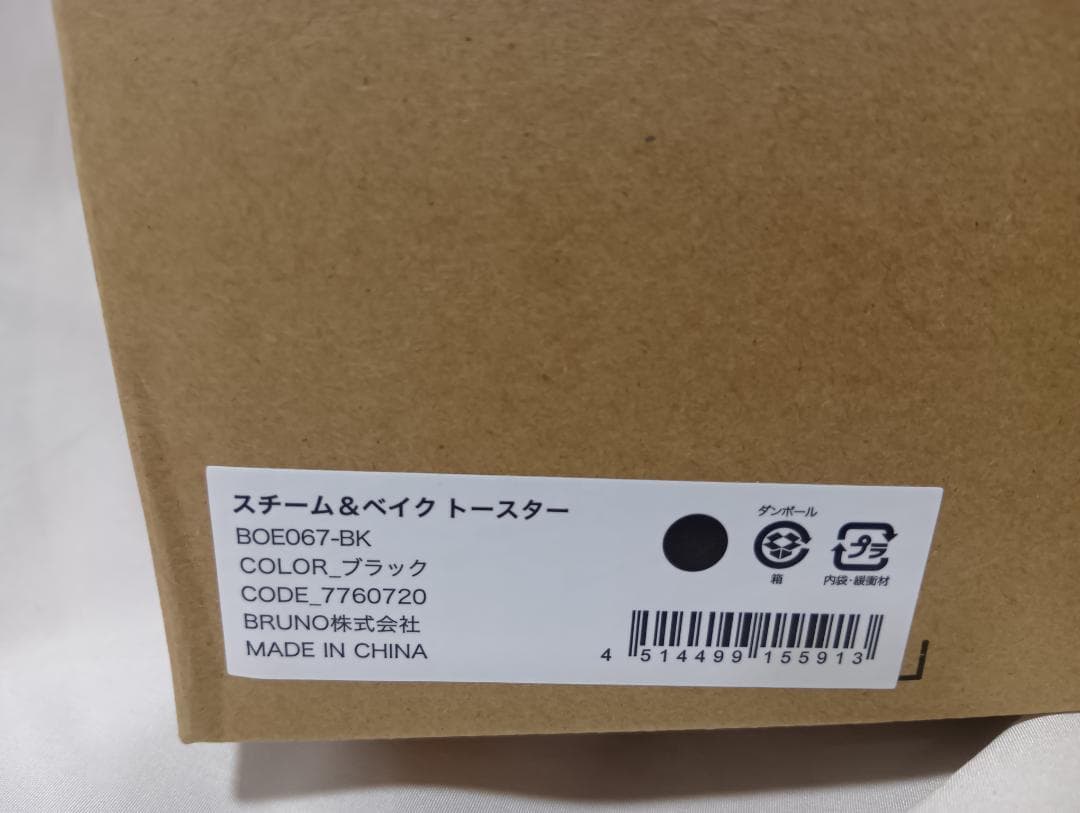 スチーム＆ベイク トースター
BOE067-BK
COLOR_ブラック
CODE_7760720
BRUNO株式会社
MADE IN CHINA
ダンボール
箱
プラ
内袋・緩衝材
4 514499 155913